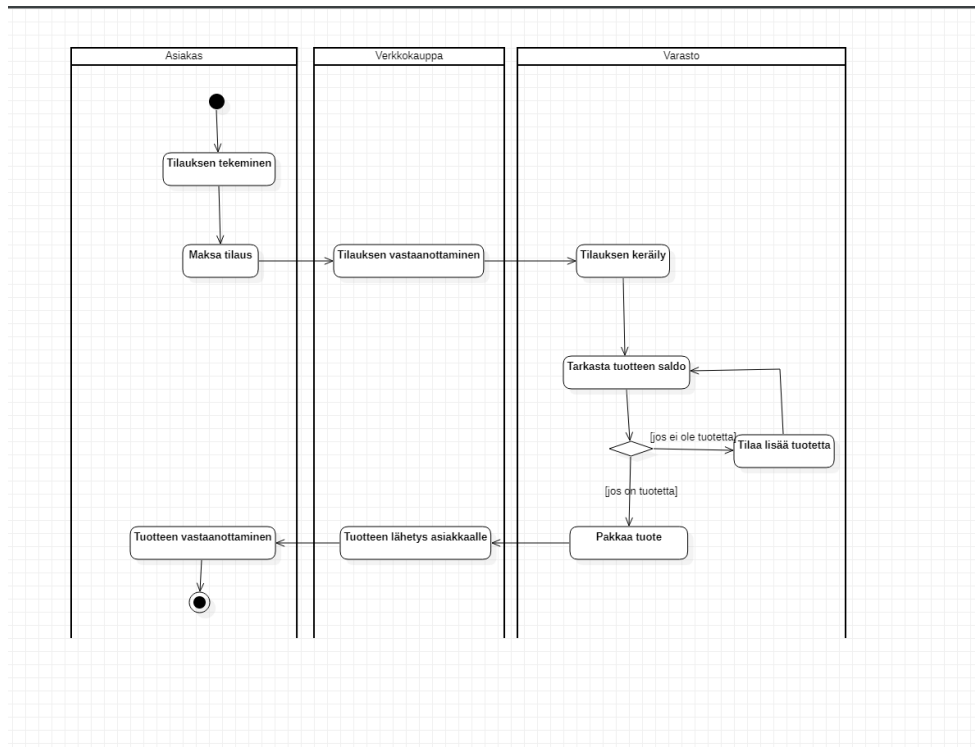 Asiakas
Verkkokauppa
Varasto
Tilauksen tekeminen
Maksa tilaus
Tilauksen vastaanottaminen
Tilauksen keräily
Tarkasta tuotteen saldo
[jos ei ole tuotetta]
Tilaa lisää tuotetta
[jos on tuotetta]
Tuotteen vastaanottaminen
Tuotteen lähetys asiakkaalle
Pakkaa tuote